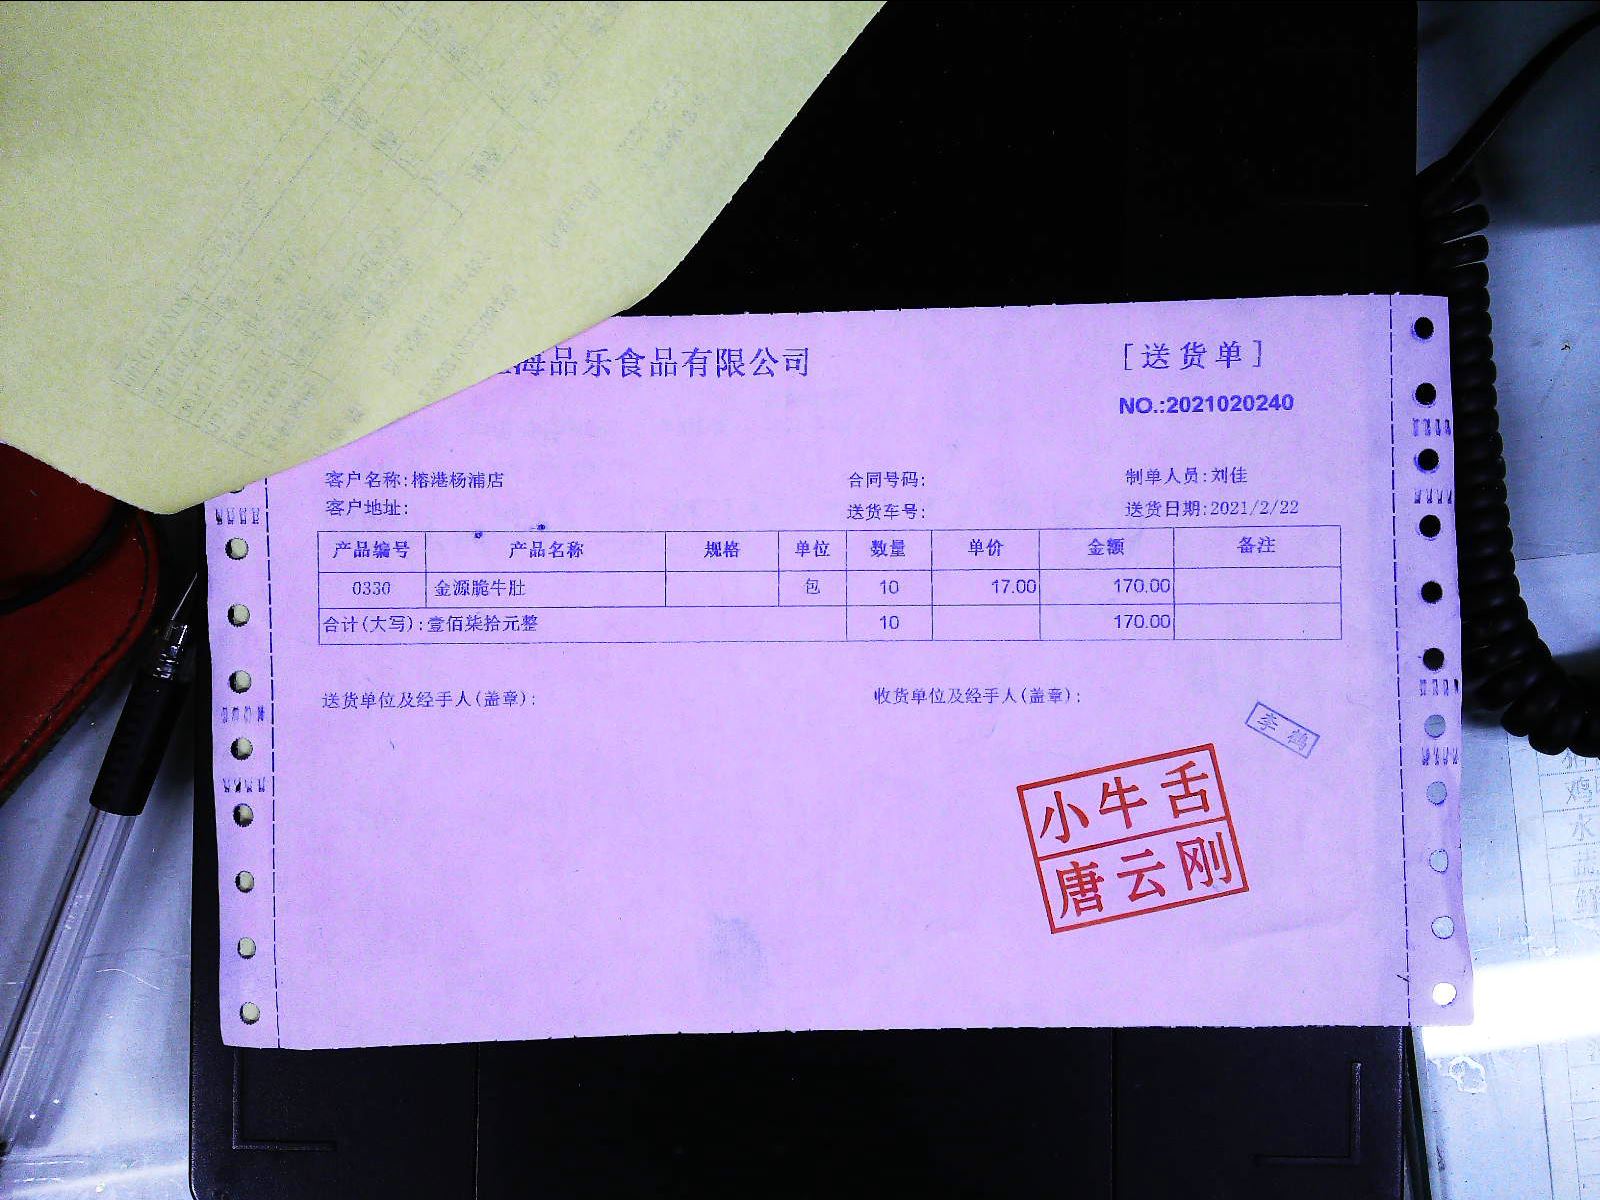 海品乐食品有限公司
[送货单]
NO.:2021020240
客户名称:榕港杨浦店 合同号码: 制单人员:刘佳
客户地址: 送货车号: 送货日期:2021/2/22
产品编号 产品名称 规格 单位 数量 单价 金额 备注
0330 金源脆牛肚 包 10 17.00 170.00
合计(大写):壹佰柒拾元整 10 170.00
送货单位及经手人(盖章): 收货单位及经手人(盖章):
李鹤
小牛舌
唐云刚
鸡
水